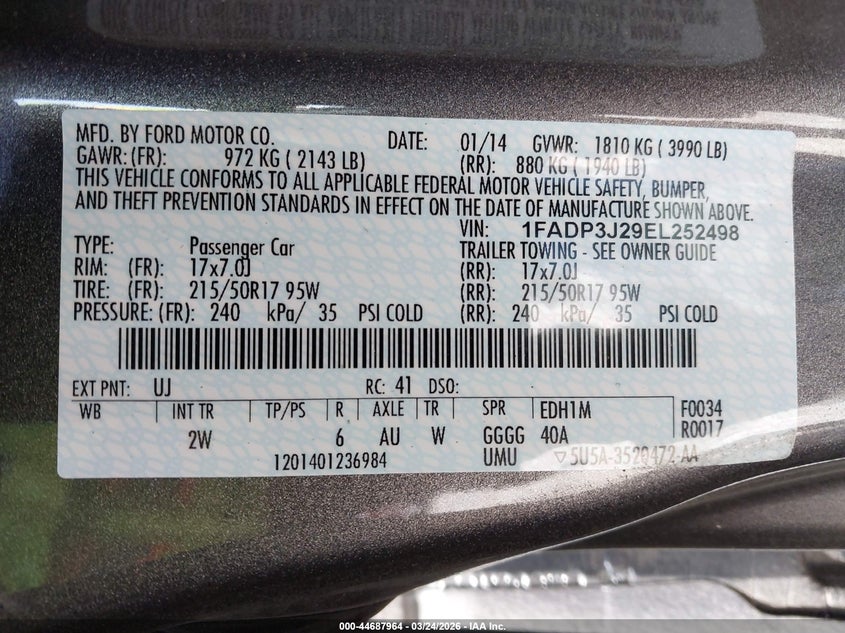 MFD. BY FORD MOTOR CO. DATE: 01/14 GVWR: 1810 KG ( 3990 LB)
GAWR: (FR): 972 KG ( 2143 LB) (RR): 880 KG ( 1940 LB)
THIS VEHICLE CONFORMS TO ALL APPLICABLE FEDERAL MOTOR VEHICLE SAFETY, BUMPER,
AND THEFT PREVENTION STANDARDS IN EFFECT ON THE DATE OF MANUFACTURE SHOWN ABOVE.
VIN: 1FADP3J29EL252498
TYPE: Passenger Car TRAILER TOWING - SEE OWNER GUIDE
RIM: (FR): 17x7.0J (RR): 17x7.0J
TIRE: (FR): 215/50R17 95W (RR): 215/50R17 95W
PRESSURE: (FR): 240 kPa/ 35 PSI COLD (RR): 240 kPa/ 35 PSI COLD
EXT PNT: UJ RC: 41 DSO:
WB INT TR TP/PS R AXLE TR SPR EDH1M F0034
2W 6 AU W GGGG 40A R0017
1201401236984 UMU ▽5U5A-3520472-AA
000-44687964 — 03/24/2026 — IAA Inc.